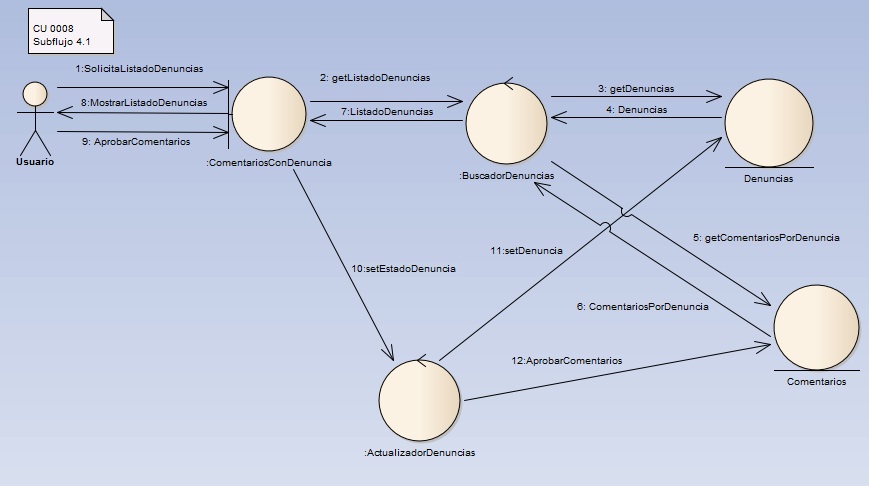 CU 0008
Subflujo 4.1
1:SolicitaListadoDenuncias
2: getListadoDenuncias
3: getDenuncias
8:MostrarListadoDenuncias
7:ListadoDenuncias
4: Denuncias
9: AprobarComentarios
Usuario
:ComentariosConDenuncia
:BuscadorDenuncias
Denuncias
5: getComentariosPorDenuncia
11:setDenuncia
10:setEstadoDenuncia
6: ComentariosPorDenuncia
12:AprobarComentarios
Comentarios
:ActualizadorDenuncias